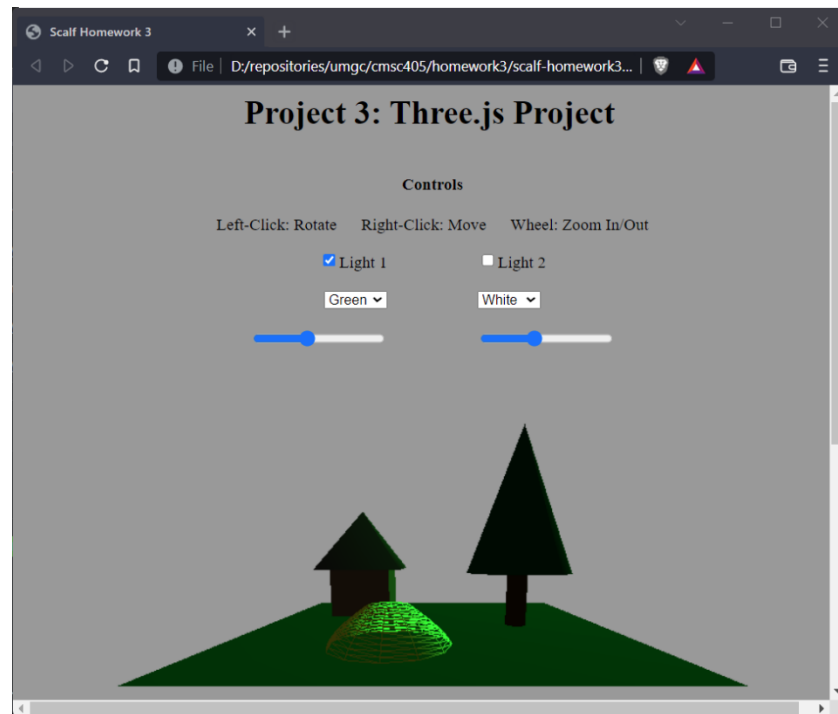 Scalf Homework 3
File D:/repositories/umgc/cmsc405/homework3/scalf-homework3...
Project 3: Three.js Project
Controls
Left-Click: Rotate Right-Click: Move Wheel: Zoom In/Out
Light 1 Light 2
Green White